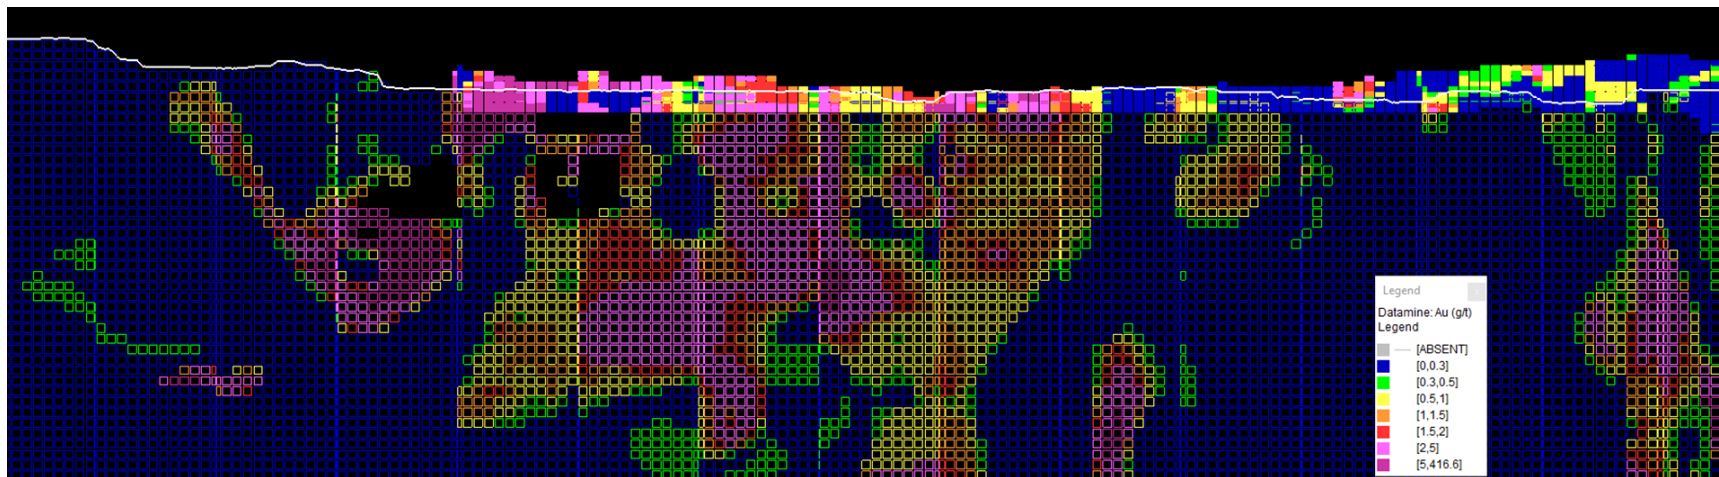 Legend
Datamine: Au (g/t)
Legend
[ABSENT]
[0,0.3]
[0.3,0.5]
[0.5,1]
[1,1.5]
[1.5,2]
[2,5]
[5,416.6]